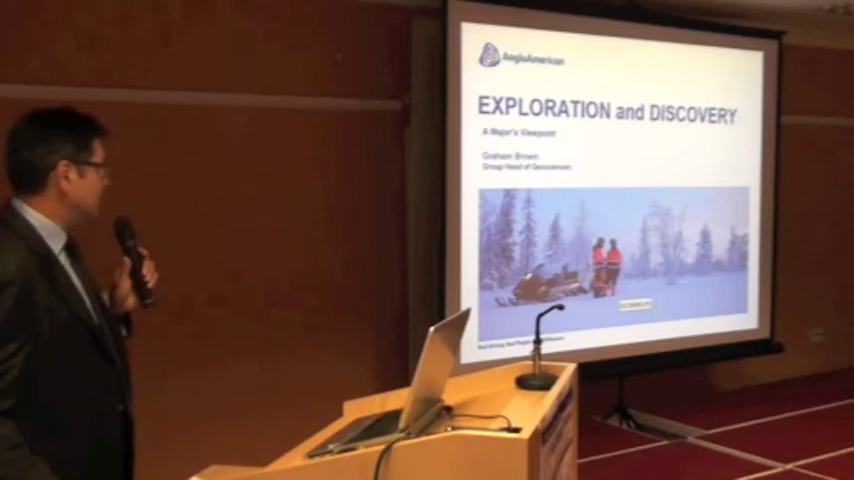 AngloAmerican
EXPLORATION and DISCOVERY
A Major's Viewpoint
Graham Brown
Group Head of Geosciences